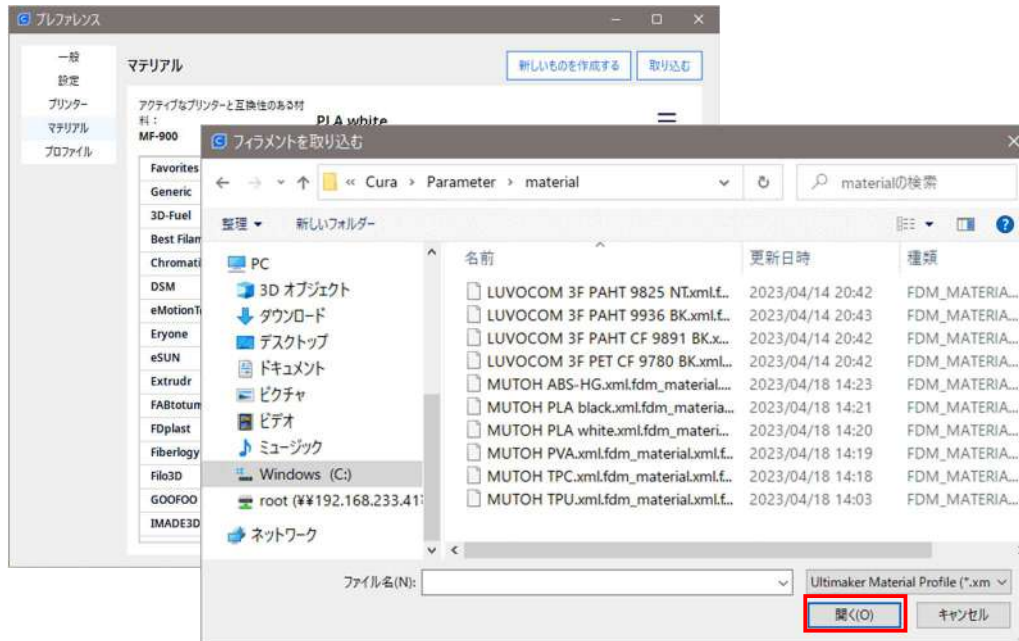 プレファレンス
一般
設定
プリンター
マテリアル
プロファイル
マテリアル
新しいものを作成する
取り込む
アクティブなプリンターと互換性のある材
料：
MF-900
PLA white
Favorites
Generic
3D-Fuel
Best Filam
Chromati
DSM
eMotionT
Eryone
eSUN
Extrudr
FABtotum
FDplast
Fiberlogy
Filo3D
GOOFOO
IMADE3D
フィラメントを取り込む
« Cura › Parameter › material
materialの検索
整理
新しいフォルダー
PC
3D オブジェクト
ダウンロード
デスクトップ
ドキュメント
ピクチャ
ビデオ
ミュージック
Windows (C:)
root (¥¥192.168.233.41
ネットワーク
名前 更新日時 種類
LUVOCOM 3F PAHT 9825 NT.xml.f... 2023/04/14 20:42 FDM_MATERIA...
LUVOCOM 3F PAHT 9936 BK.xml.f... 2023/04/14 20:43 FDM_MATERIA...
LUVOCOM 3F PAHT CF 9891 BK.x... 2023/04/14 20:42 FDM_MATERIA...
LUVOCOM 3F PET CF 9780 BK.xml... 2023/04/14 20:42 FDM_MATERIA...
MUTOH ABS-HG.xml.fdm_material.... 2023/04/18 14:23 FDM_MATERIA...
MUTOH PLA black.xml.fdm_materia... 2023/04/18 14:21 FDM_MATERIA...
MUTOH PLA white.xml.fdm_materi... 2023/04/18 14:20 FDM_MATERIA...
MUTOH PVA.xml.fdm_material.xml.f... 2023/04/18 14:19 FDM_MATERIA...
MUTOH TPC.xml.fdm_material.xml.f... 2023/04/18 14:18 FDM_MATERIA...
MUTOH TPU.xml.fdm_material.xml.f... 2023/04/18 14:03 FDM_MATERIA...
ファイル名(N):
Ultimaker Material Profile (*.xm
開く(O)
キャンセル